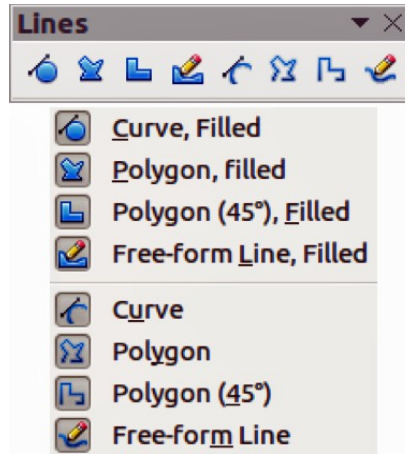 Lines
Curve, Filled
Polygon, filled
Polygon (45°), Filled
Free-form Line, Filled
Curve
Polygon
Polygon (45°)
Free-form Line